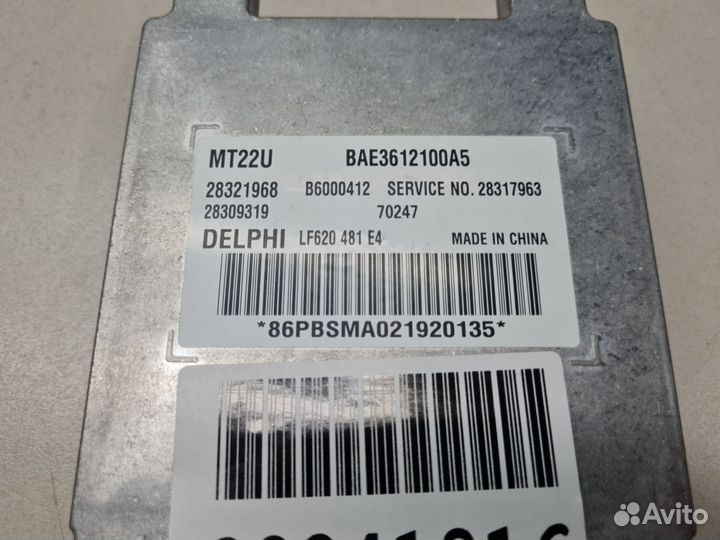 MT22U BAE3612100A5
28321968 B6000412 SERVICE NO. 28317963
28309319 70247
DELPHI LF620 481 E4 MADE IN CHINA
*86PBSMA021920135*
Avito